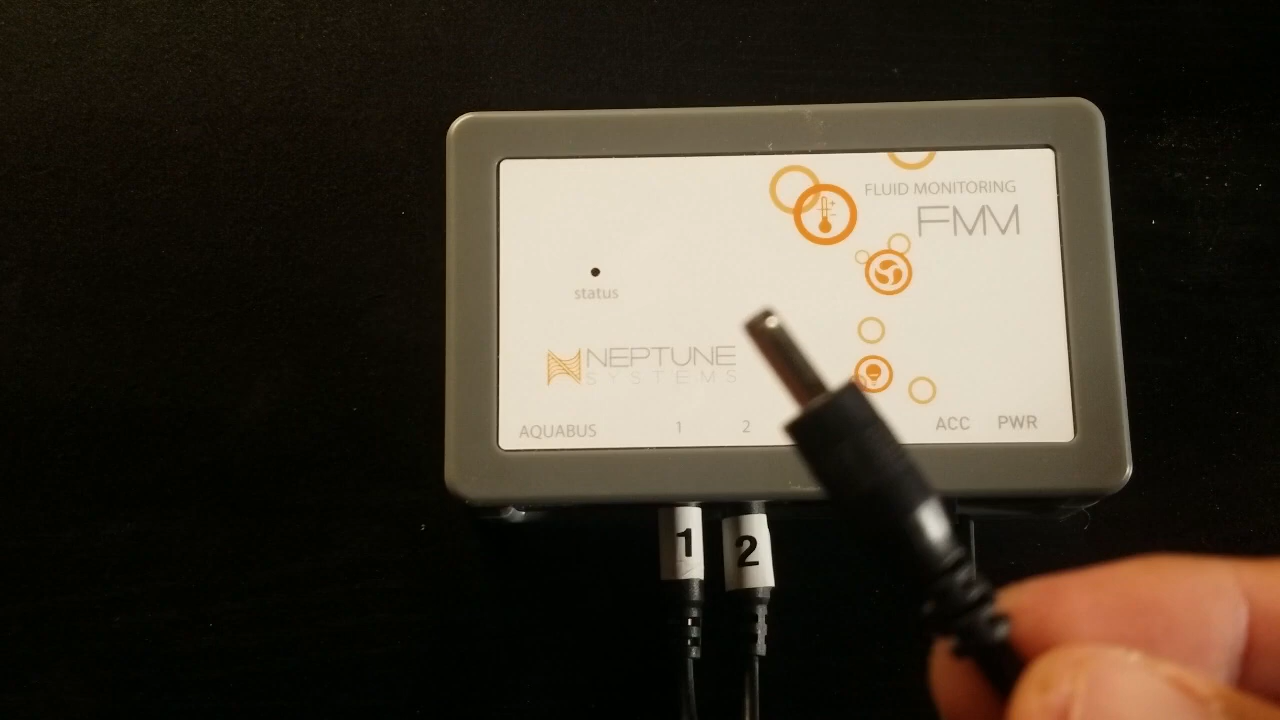 FLUID MONITORING
FMM
status
NEPTUNE
SYSTEMS
AQUABUS 1 2 ACC PWR
1 2